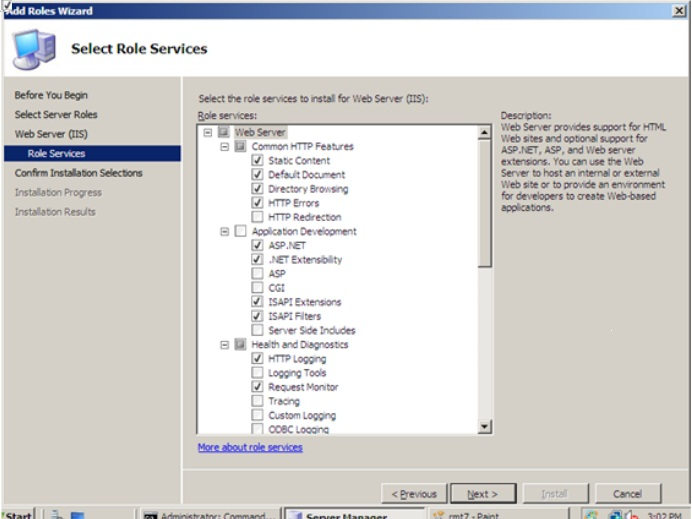 Add Roles Wizard
Select Role Services
Before You Begin
Select Server Roles
Web Server (IIS)
Role Services
Confirm Installation Selections
Installation Progress
Installation Results
Select the role services to install for Web Server (IIS):
Role services:
Web Server
Common HTTP Features
Static Content
Default Document
Directory Browsing
HTTP Errors
HTTP Redirection
Application Development
ASP.NET
.NET Extensibility
ASP
CGI
ISAPI Extensions
ISAPI Filters
Server Side Includes
Health and Diagnostics
HTTP Logging
Logging Tools
Request Monitor
Tracing
Custom Logging
ODBC Logging
More about role services
Description:
Web Server provides support for HTML
Web sites and optional support for
ASP.NET, ASP, and Web server
extensions. You can use the Web
Server to host an internal or external
Web site or to provide an environment
for developers to create Web-based
applications.
< Previous
Next >
Install
Cancel
Start
Administrator: Command...
Server Manager
rmt7 - Paint
3:02 PM